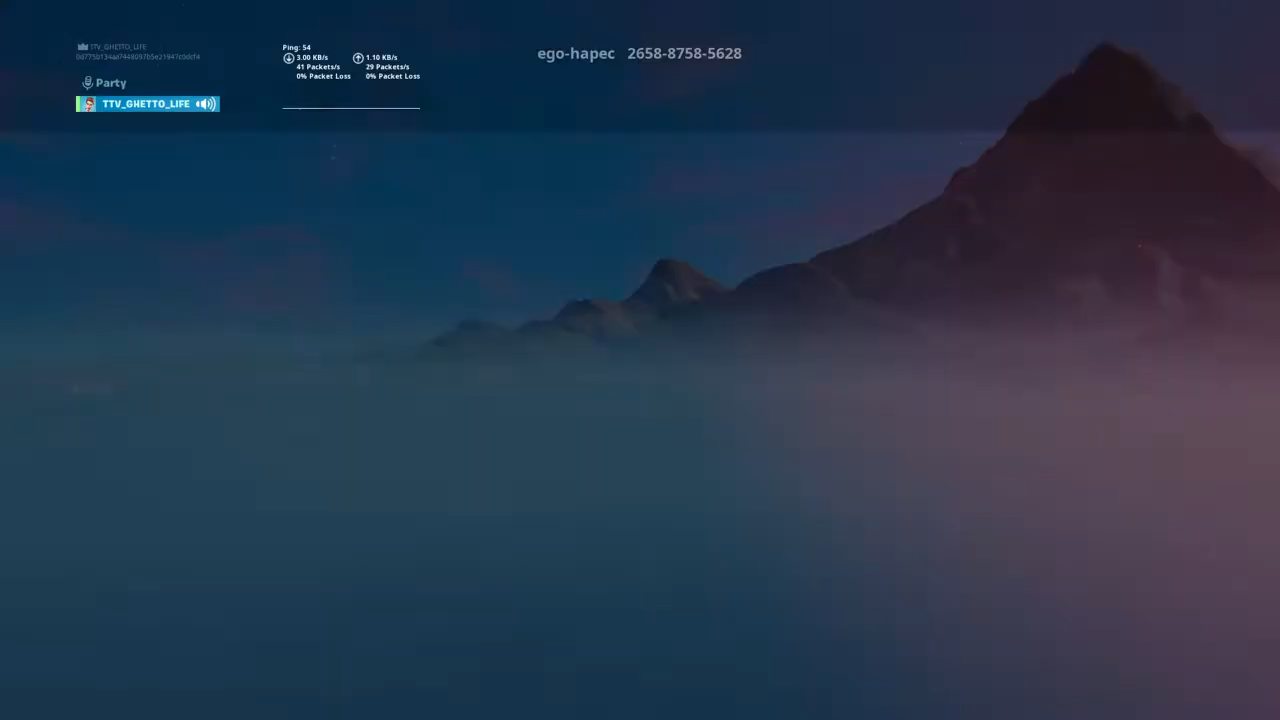 TTV_GHETTO_LIFE
Party
TTV_GHETTO_LIFE
Ping: 54
3.00 KB/s 1.10 KB/s
41 Packets/s 29 Packets/s
0% Packet Loss 0% Packet Loss
ego-hapec 2658-8758-5628